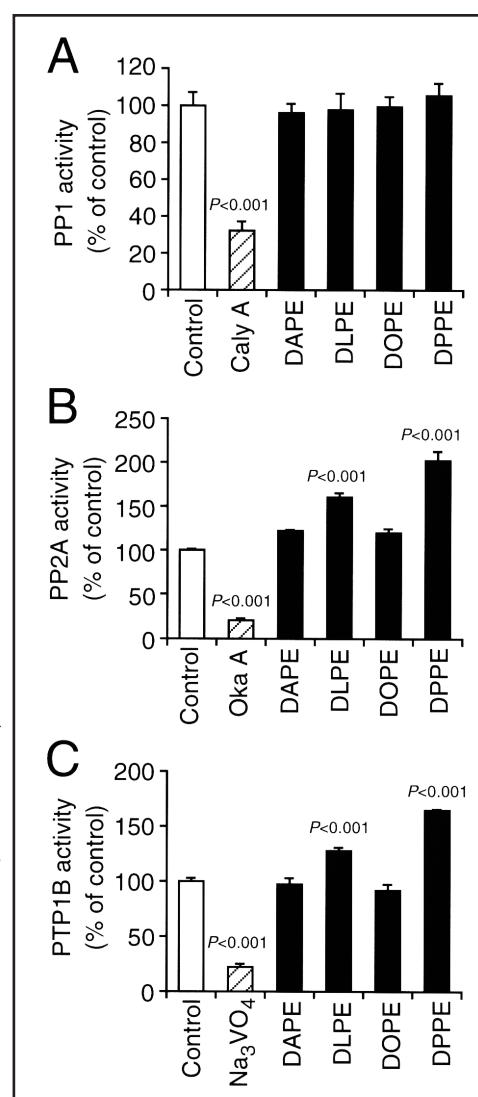 A
PP1 activity
(% of control)
120
100
80
60
40
20
0
P<0.001
Control
Caly A
DAPE
DLPE
DOPE
DPPE
B
PP2A activity
(% of control)
250
200
150
100
50
0
P<0.001
P<0.001
P<0.001
Control
Oka A
DAPE
DLPE
DOPE
DPPE
C
PTP1B activity
(% of control)
200
150
100
50
0
P<0.001
P<0.001
P<0.001
Control
Na₃VO₄
DAPE
DLPE
DOPE
DPPE